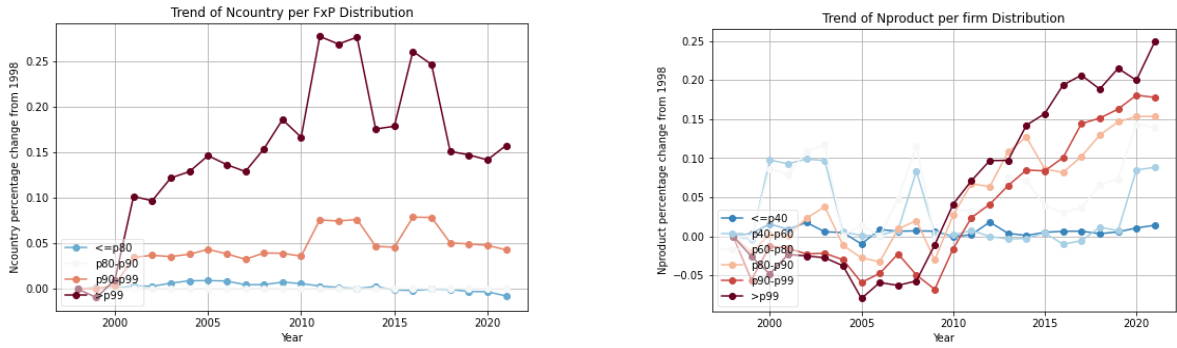 Trend of Ncountry per FxP Distribution
Ncountry percentage change from 1998
0.25
0.20
0.15
0.10
0.05
0.00
<=p80
p80-p90
p90-p99
>p99
2000
2005
2010
2015
2020
Year
Trend of Nproduct per firm Distribution
Nproduct percentage change from 1998
0.25
0.20
0.15
0.10
0.05
0.00
−0.05
<=p40
p40-p60
p60-p80
p80-p90
p90-p99
>p99
2000
2005
2010
2015
2020
Year